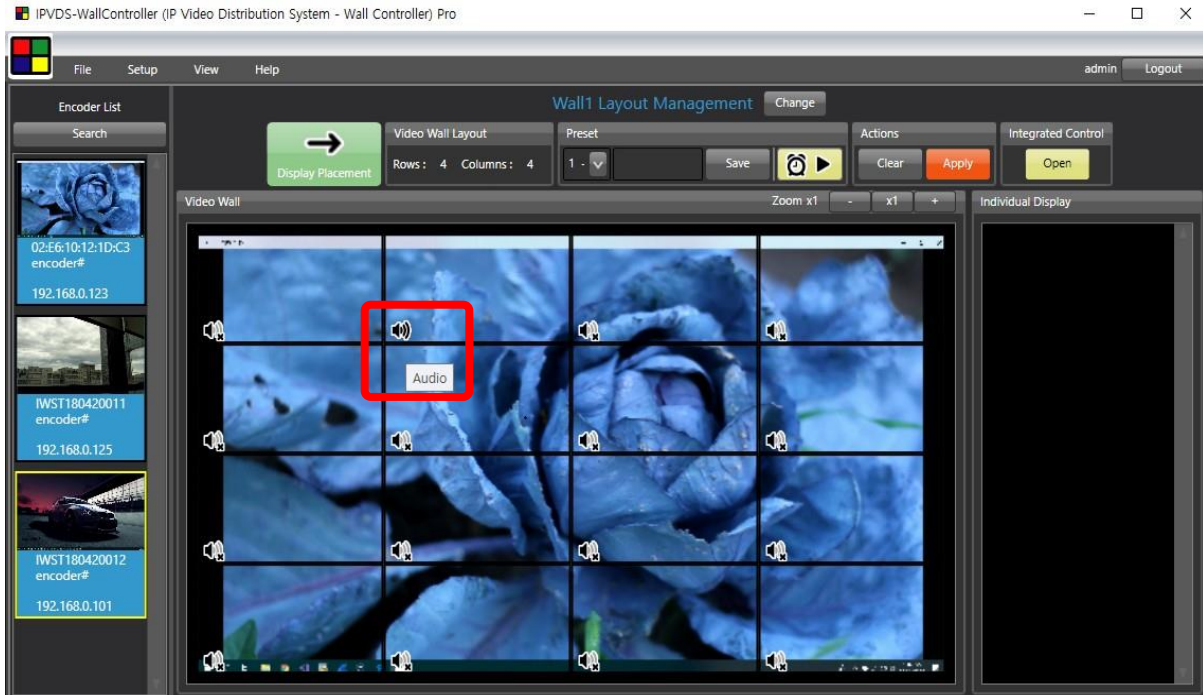 IPVDS-WallController (IP Video Distribution System - Wall Controller) Pro
File Setup View Help
admin Logout
Encoder List
Search
Wall1 Layout Management Change
Display Placement
Video Wall Layout
Rows : 4 Columns : 4
Preset
1 - Save
Actions
Clear Apply
Integrated Control
Open
02:E6:10:12:1D:C3
encoder#
192.168.0.123
IWST180420011
encoder#
192.168.0.125
IWST180420012
encoder#
192.168.0.101
Video Wall
Zoom x1 - x1 +
Audio
Individual Display